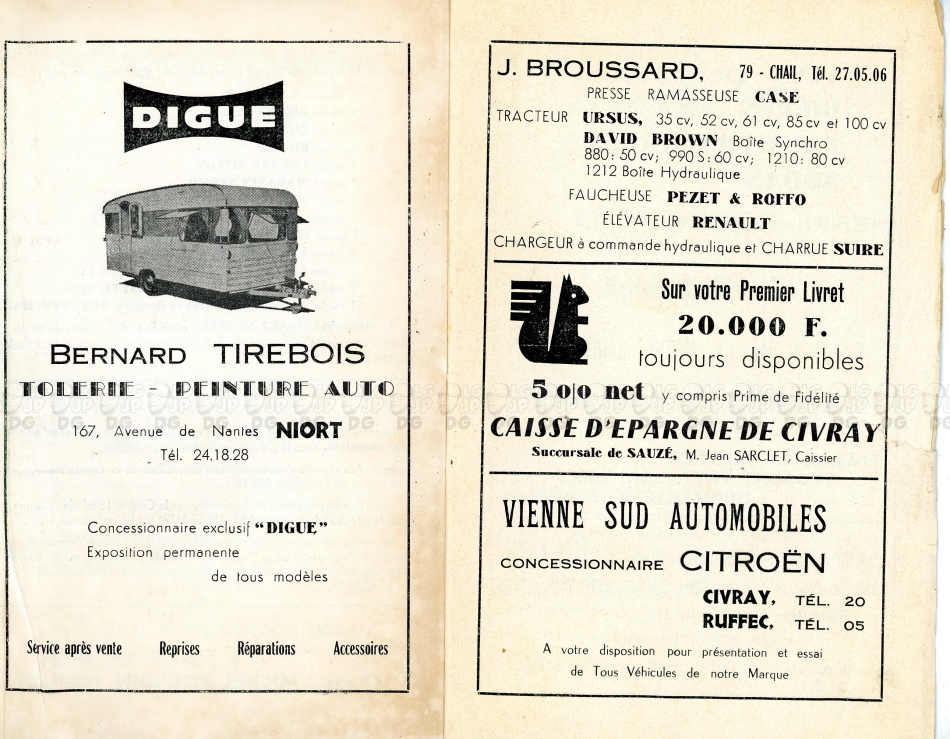 DIGUE
BERNARD TIREBOIS
TOLERIE - PEINTURE AUTO
167, Avenue de Nantes NIORT
Tél. 24.18.28
Concessionnaire exclusif "DIGUE"
Exposition permanente
de tous modèles
Service après vente Reprises Réparations Accessoires
J. BROUSSARD, 79 - CHAIL, Tél. 27.05.06
PRESSE RAMASSEUSE CASE
TRACTEUR URSUS, 35 cv, 52 cv, 61 cv, 85 cv et 100 cv
DAVID BROWN Boîte Synchro
880 : 50 cv; 990 S : 60 cv; 1210 : 80 cv
1212 Boîte Hydraulique
FAUCHEUSE PEZET & ROFFO
ÉLÉVATEUR RENAULT
CHARGEUR à commande hydraulique et CHARRUE SUIRE
Sur votre Premier Livret
20.000 F.
toujours disponibles
5 o|o net y compris Prime de Fidélité
CAISSE D'EPARGNE DE CIVRAY
Succursale de SAUZÉ, M. Jean SARCLET, Caissier
VIENNE SUD AUTOMOBILES
CONCESSIONNAIRE CITROËN
CIVRAY, TÉL. 20
RUFFEC, TÉL. 05
A votre disposition pour présentation et essai
de Tous Véhicules de notre Marque